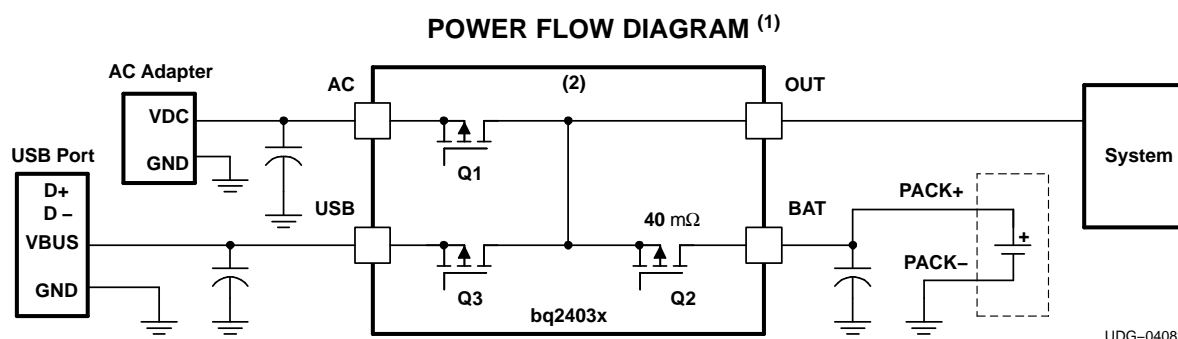 POWER FLOW DIAGRAM (1)
AC Adapter
VDC
GND
AC
(2)
OUT
Q1
System
USB Port
D+
D –
VBUS
GND
USB
Q3
40 mΩ
Q2
BAT
PACK+
+
PACK–
bq2403x
UDG–0408